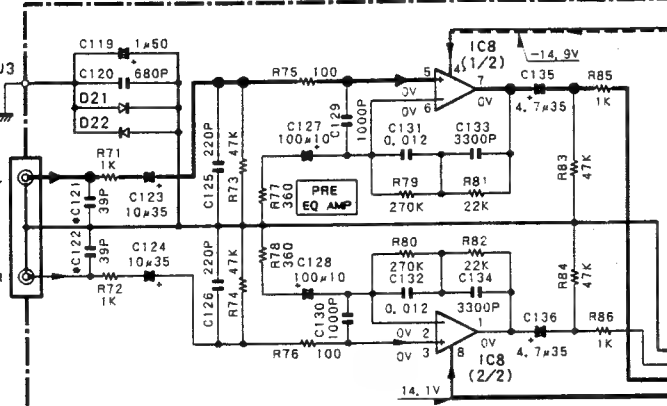 C119 1μ50
C120 680P
D21
D22
R71
1K
C123
10μ35
*C121
39P
*C122
39P
C124
10μ35
R72
1K
C125
220P
R73
47K
C126
220P
R74
47K
R75 100
C129
1000P
C127
100μ10
R77
360
PRE
EQ AMP
R78
360
C128
100μ10
C130
1000P
R76 100
IC8
(1/2)
-14.9V
5
4
7
6
0V
0V
0V
C131
0.012
C133
3300P
R79
270K
R81
22K
C135
4.7μ35
R85
1K
R83
47K
R84
47K
R80
270K
R82
22K
C132
0.012
C134
3300P
0V
2
1
0V
0V
3
8
IC8
(2/2)
C136
4.7μ35
R86
1K
14.1V